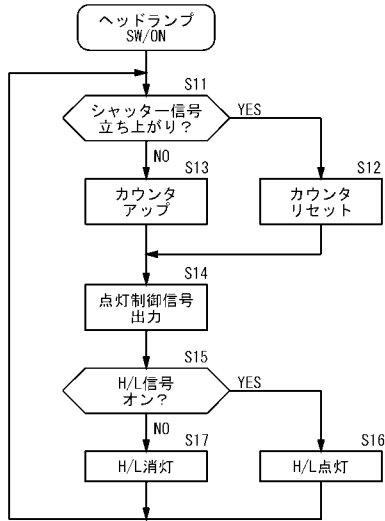 ヘッドランプ
SW/ON
S11
シャッター信号
立ち上がり？
YES
NO
S13
カウンタ
アップ
S12
カウンタ
リセット
S14
点灯制御信号
出力
S15
H/L信号
オン？
YES
NO
S17
H/L消灯
S16
H/L点灯